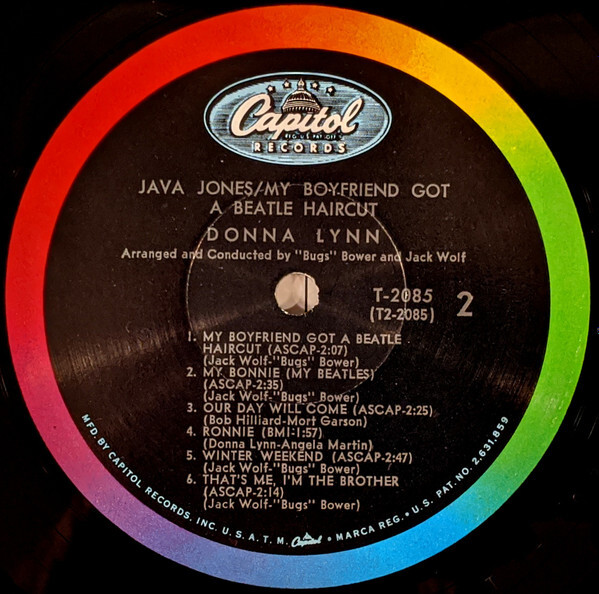 Capitol
REG. U.S. PAT. OFF.
RECORDS
JAVA JONES/MY BOYFRIEND GOT
A BEATLE HAIRCUT
DONNA LYNN
Arranged and Conducted by "Bugs" Bower and Jack Wolf
T-2085
(T2-2085)
2
1. MY BOYFRIEND GOT A BEATLE
HAIRCUT (ASCAP-2:07)
(Jack Wolf-"Bugs" Bower)
2. MY BONNIE (MY BEATLES)
(ASCAP-2:35)
(Jack Wolf-"Bugs" Bower)
3. OUR DAY WILL COME (ASCAP-2:25)
(Bob Hilliard-Mort Garson)
4. RONNIE (BMI-1:57)
(Donna Lynn-Angela Martin)
5. WINTER WEEKEND (ASCAP-2:47)
(Jack Wolf-"Bugs" Bower)
6. THAT'S ME, I'M THE BROTHER
(ASCAP-2:14)
(Jack Wolf-"Bugs" Bower)
MFD. BY CAPITOL RECORDS, INC. U.S.A. T.M. Capitol • MARCA REG. • U.S. PAT. NO. 2,631,859